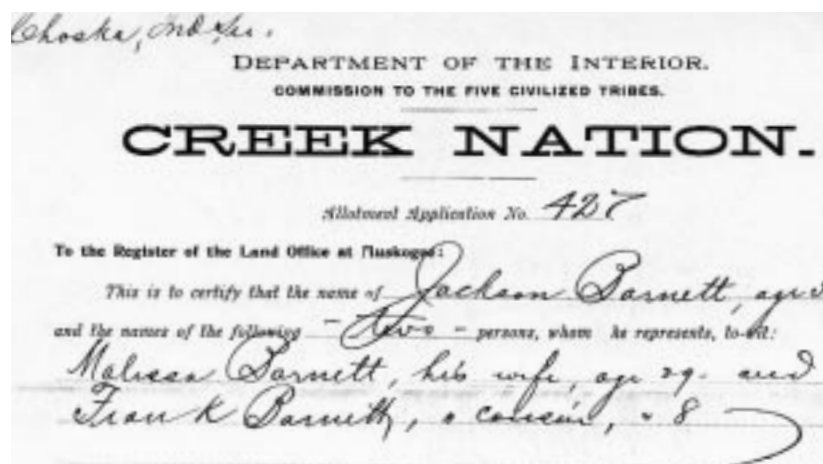 Choska, Ind Ter.
DEPARTMENT OF THE INTERIOR.
COMMISSION TO THE FIVE CIVILIZED TRIBES.
CREEK NATION.
Allotment Application No. 427
To the Register of the Land Office at Muskogee:
This is to certify that the name of Jackson Barnett, age
and the names of the following - two - persons, whom he represents, to-wit:
Malissa Barnett, his wife, age 29. and
Frank Barnett, a cousin, " 8